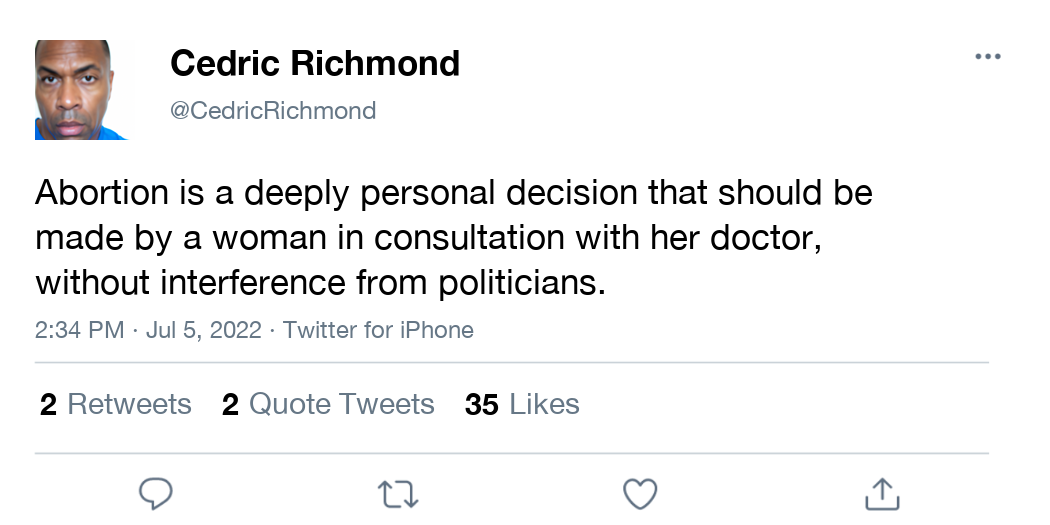 Cedric Richmond
@CedricRichmond
Abortion is a deeply personal decision that should be
made by a woman in consultation with her doctor,
without interference from politicians.
2:34 PM · Jul 5, 2022 · Twitter for iPhone
2 Retweets 2 Quote Tweets 35 Likes